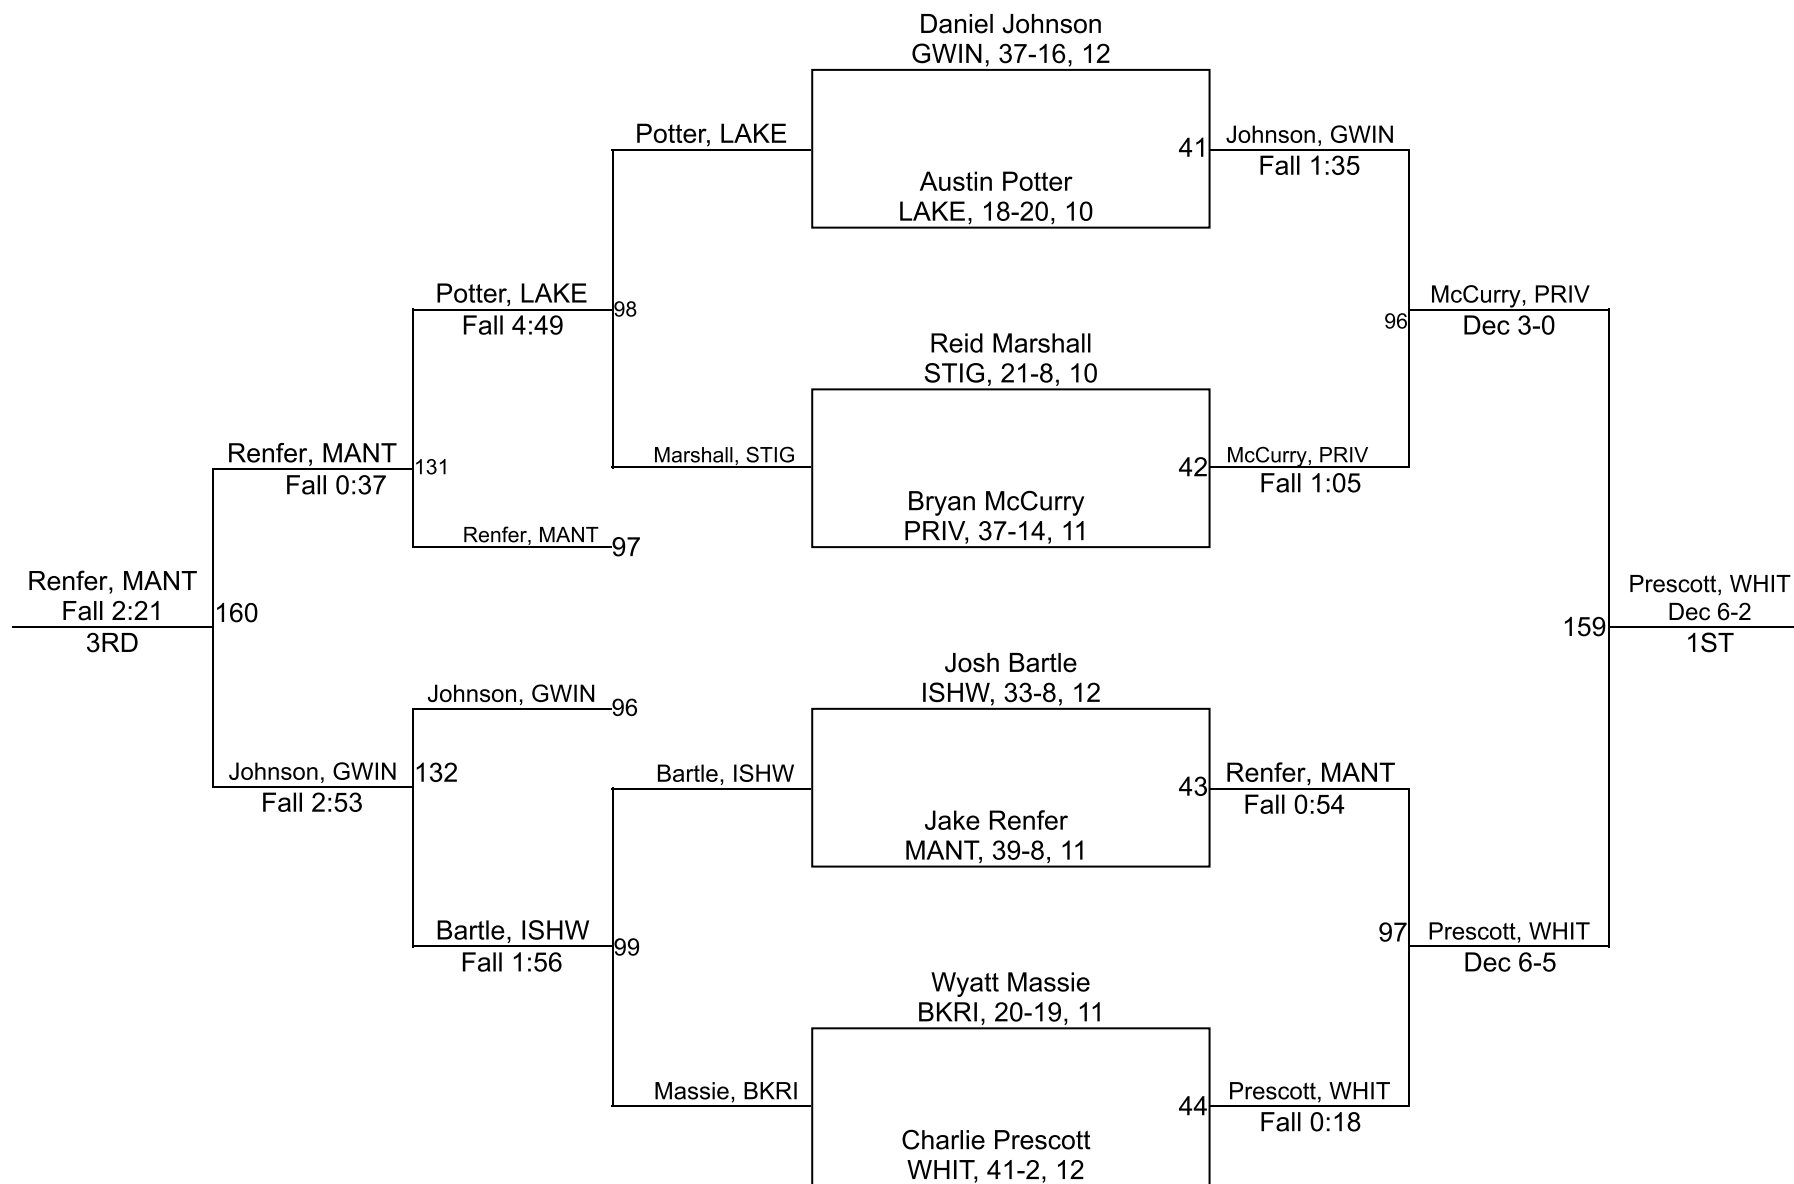 Daniel Johnson
GWIN, 37-16, 12
Potter, LAKE
41
Johnson, GWIN
Fall 1:35
Austin Potter
LAKE, 18-20, 10
Potter, LAKE
Fall 4:49
98
McCurry, PRIV
Dec 3-0
96
Reid Marshall
STIG, 21-8, 10
Renfer, MANT
Fall 0:37
131
Marshall, STIG
42
McCurry, PRIV
Fall 1:05
Bryan McCurry
PRIV, 37-14, 11
Renfer, MANT
97
Renfer, MANT
Fall 2:21
3RD
160
159
Prescott, WHIT
Dec 6-2
1ST
Josh Bartle
ISHW, 33-8, 12
Johnson, GWIN
96
Johnson, GWIN
Fall 2:53
132
Bartle, ISHW
43
Renfer, MANT
Fall 0:54
Jake Renfer
MANT, 39-8, 11
Bartle, ISHW
Fall 1:56
99
97
Prescott, WHIT
Dec 6-5
Wyatt Massie
BKRI, 20-19, 11
Massie, BKRI
44
Prescott, WHIT
Fall 0:18
Charlie Prescott
WHIT, 41-2, 12